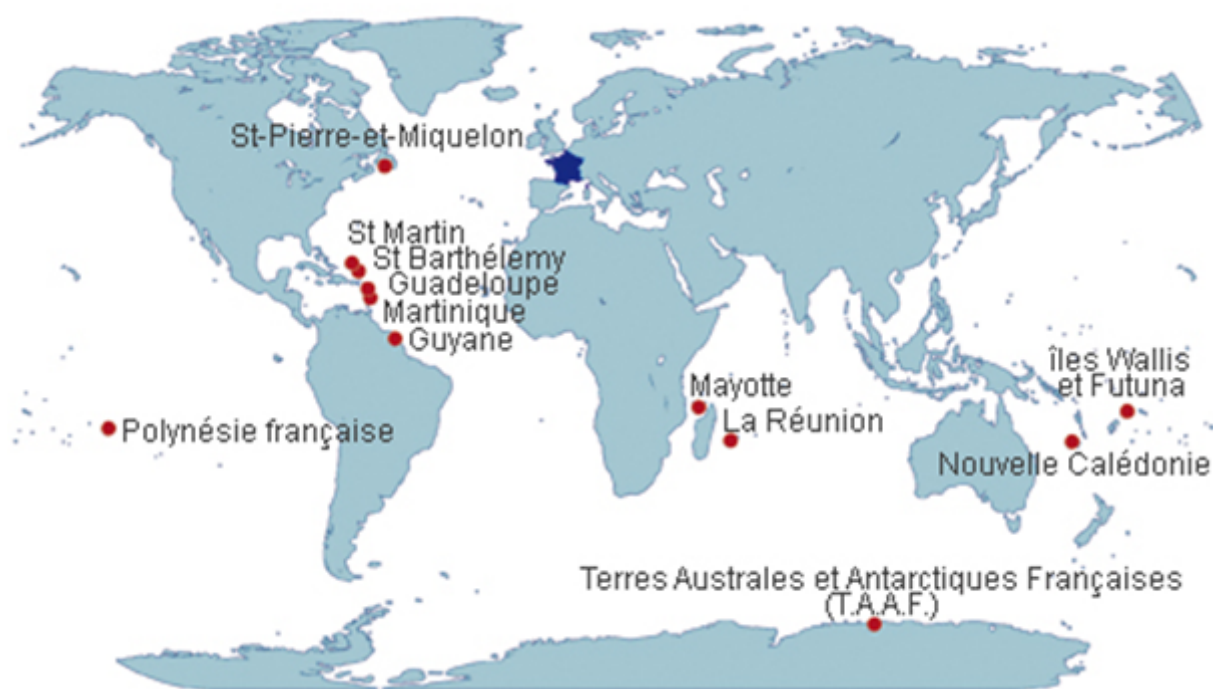 St-Pierre-et-Miquelon
St Martin
St Barthélemy
Guadeloupe
Martinique
Guyane
îles Wallis
et Futuna
Mayotte
La Réunion
Polynésie française
Nouvelle Calédonie
Terres Australes et Antarctiques Françaises
(T.A.A.F.)